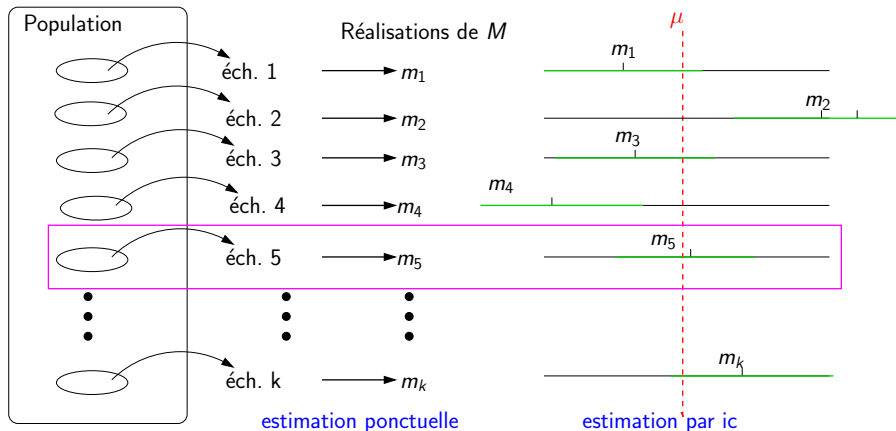 Population
Réalisations de M
μ
éch. 1
m₁
m₁
éch. 2
m₂
m₂
éch. 3
m₃
m₃
éch. 4
m₄
m₄
éch. 5
m₅
m₅
éch. k
mₖ
mₖ
estimation ponctuelle
estimation par ic